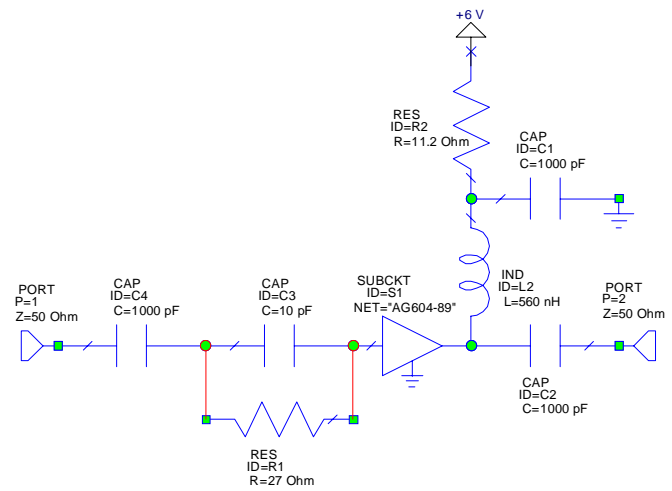 +6 V
RES
ID=R2
R=11.2 Ohm
CAP
ID=C1
C=1000 pF
IND
ID=L2
L=560 nH
PORT
P=1
Z=50 Ohm
CAP
ID=C4
C=1000 pF
CAP
ID=C3
C=10 pF
SUBCKT
ID=S1
NET="AG604-89"
PORT
P=2
Z=50 Ohm
CAP
ID=C2
C=1000 pF
RES
ID=R1
R=27 Ohm